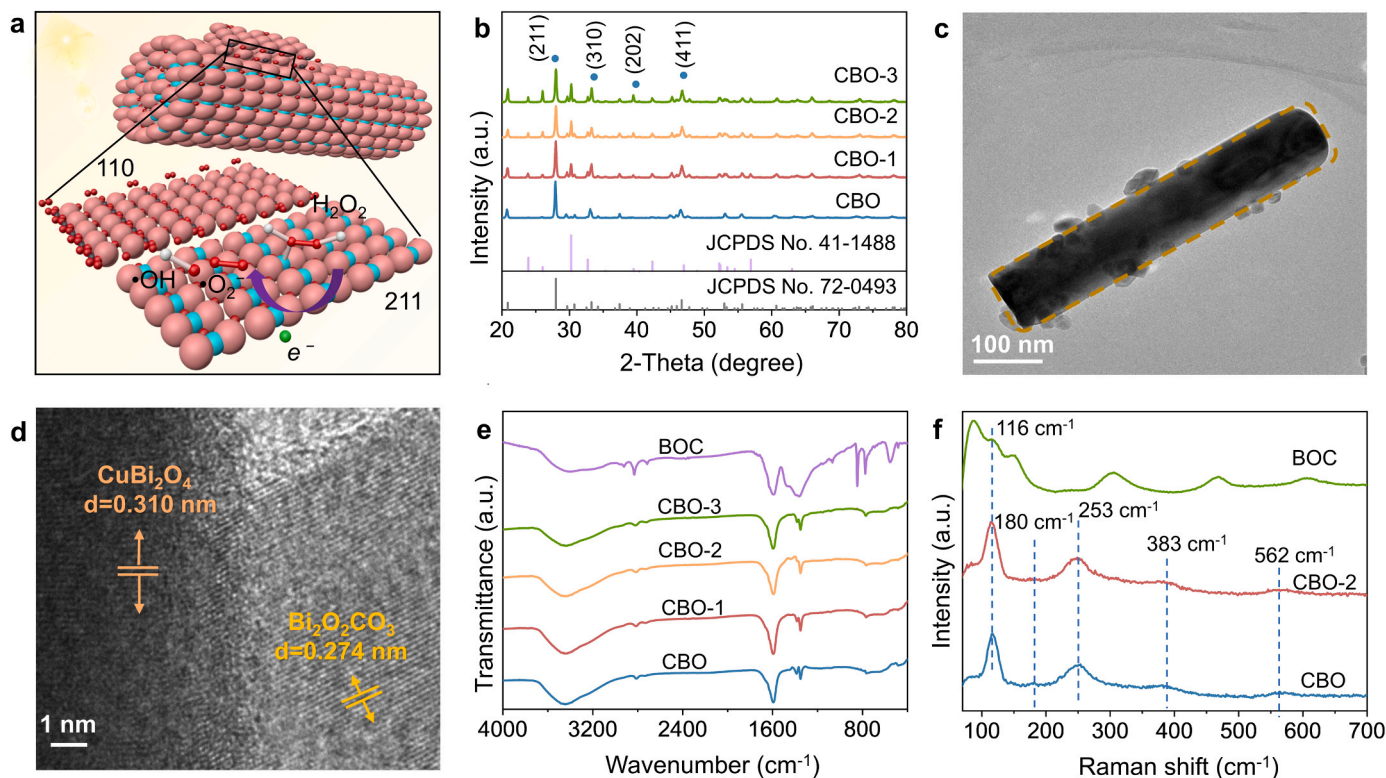 a
110
H₂O₂
•OH
•O₂⁻
211
e⁻
b
(211)
(310)
(202)
(411)
CBO-3
CBO-2
CBO-1
CBO
JCPDS No. 41-1488
JCPDS No. 72-0493
Intensity (a.u.)
20 30 40 50 60 70 80
2-Theta (degree)
c
100 nm
d
CuBi₂O₄
d=0.310 nm
Bi₂O₂CO₃
d=0.274 nm
1 nm
e
BOC
CBO-3
CBO-2
CBO-1
CBO
Transmittance (a.u.)
4000 3200 2400 1600 800
Wavenumber (cm⁻¹)
f
116 cm⁻¹
BOC
180 cm⁻¹
253 cm⁻¹
383 cm⁻¹
562 cm⁻¹
CBO-2
CBO
Intensity (a.u.)
100 200 300 400 500 600 700
Raman shift (cm⁻¹)